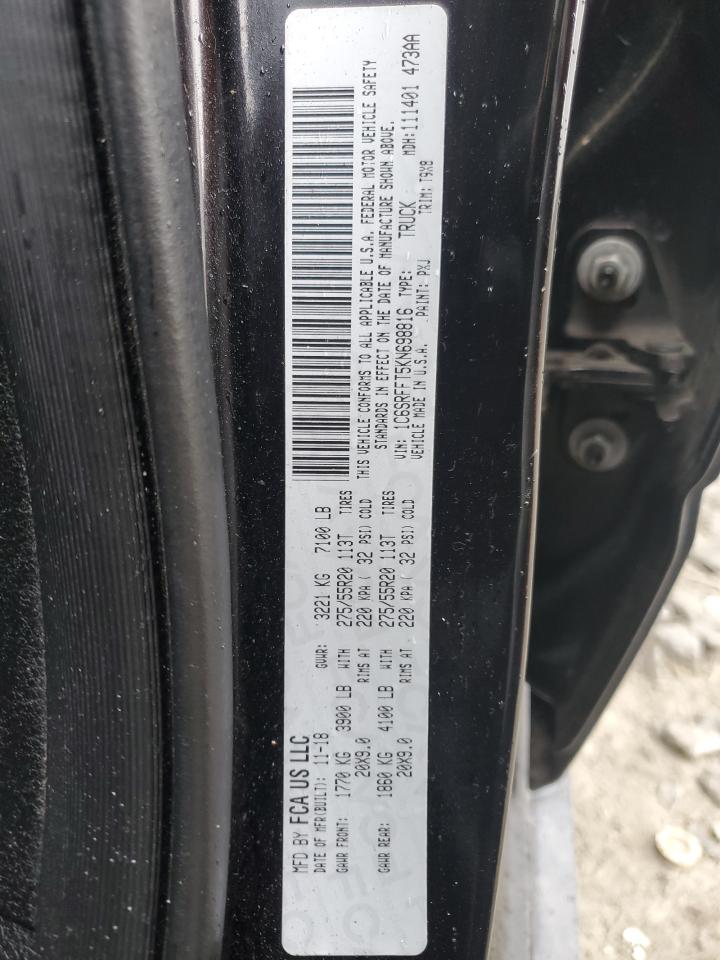 MFD BY FCA US LLC
DATE OF MFR(BUILT): 11-18 GVWR: 3221 KG 7100 LB
GAWR FRONT: 1770 KG 3900 LB WITH 275/55R20 113T TIRES
20X9.0 RIMS AT 220 KPA ( 32 PSI) COLD
GAWR REAR: 1860 KG 4100 LB WITH 275/55R20 113T TIRES
20X9.0 RIMS AT 220 KPA ( 32 PSI) COLD
THIS VEHICLE CONFORMS TO ALL APPLICABLE U.S.A. FEDERAL MOTOR VEHICLE SAFETY
STANDARDS IN EFFECT ON THE DATE OF MANUFACTURE SHOWN ABOVE.
VIN: 1C6SRFFT5KN698816 TYPE: TRUCK MDH:111401 473AA
VEHICLE MADE IN U.S.A. PAINT: PXJ TRIM: T9X8